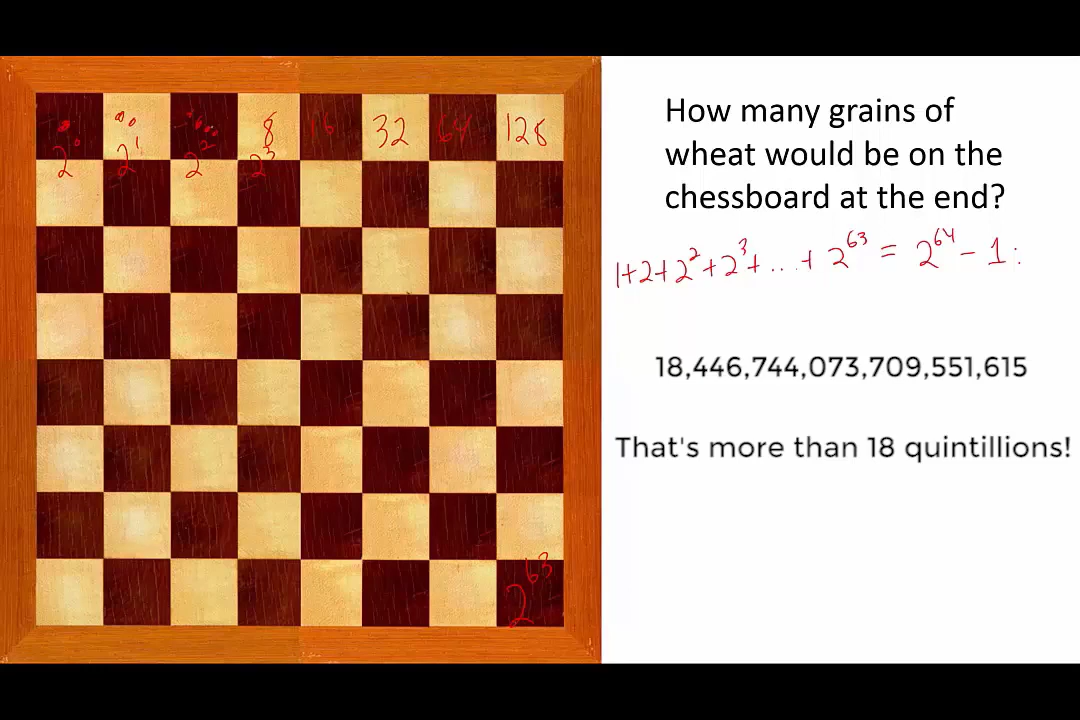 8 16 32 64 128
2⁰ 2¹ 2² 2³
2⁶³
How many grains of
wheat would be on the
chessboard at the end?
1+2+2²+2³+...+2⁶³ = 2⁶⁴ - 1:
18,446,744,073,709,551,615
That's more than 18 quintillions!